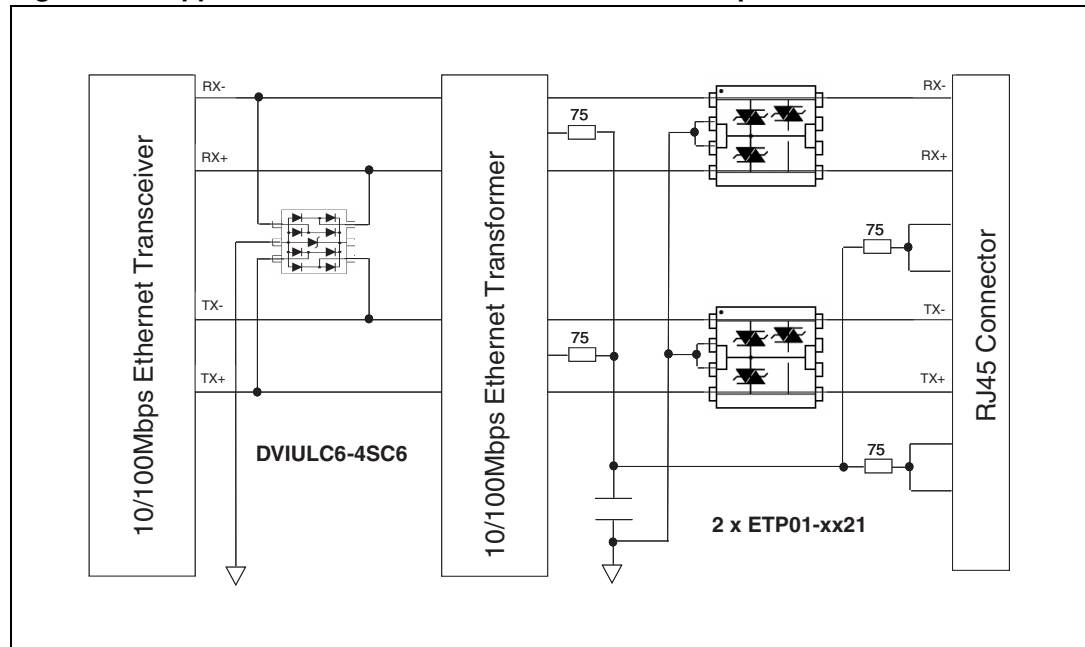 RX-
RX-
75
RX+
RX+
10/100Mbps Ethernet Transceiver
10/100Mbps Ethernet Transformer
RJ45 Connector
75
TX-
TX-
75
TX+
TX+
DVIULC6-4SC6
75
2 x ETP01-xx21